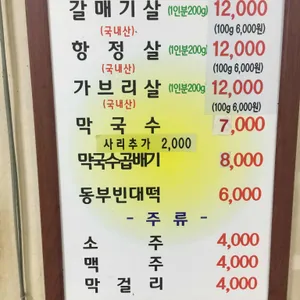 갈매기살 (1인분200g) 12,000
(국내산) (100g 6,000원)
항정살 (1인분200g) 12,000
(국내산) (100g 6,000원)
가브리살 (1인분200g) 12,000
(국내산) (100g 6,000원)
막국수 7,000
사리추가 2,000
막국수곱배기 8,000
동부빈대떡 6,000
- 주류 -
소주 4,000
맥주 4,000
막걸리 4,000